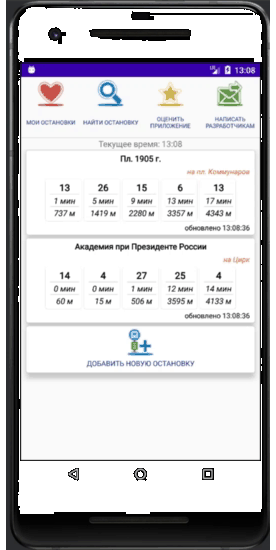 13:08
МОИ ОСТАНОВКИ
НАЙТИ ОСТАНОВКУ
ОЦЕНИТЬ
ПРИЛОЖЕНИЕ
НАПИСАТЬ
РАЗРАБОТЧИКАМ
Текущее время: 13:08
Пл. 1905 г.
на пл. Коммунаров
13 26 15 6 13
1 мин 5 мин 9 мин 13 мин 17 мин
737 м 1419 м 2280 м 3357 м 4343 м
обновлено 13:08:36
Академия при Президенте России
на Цирк
14 4 27 25 4
0 мин 0 мин 1 мин 12 мин 14 мин
60 м 15 м 506 м 3595 м 4133 м
обновлено 13:08:36
ДОБАВИТЬ НОВУЮ ОСТАНОВКУ